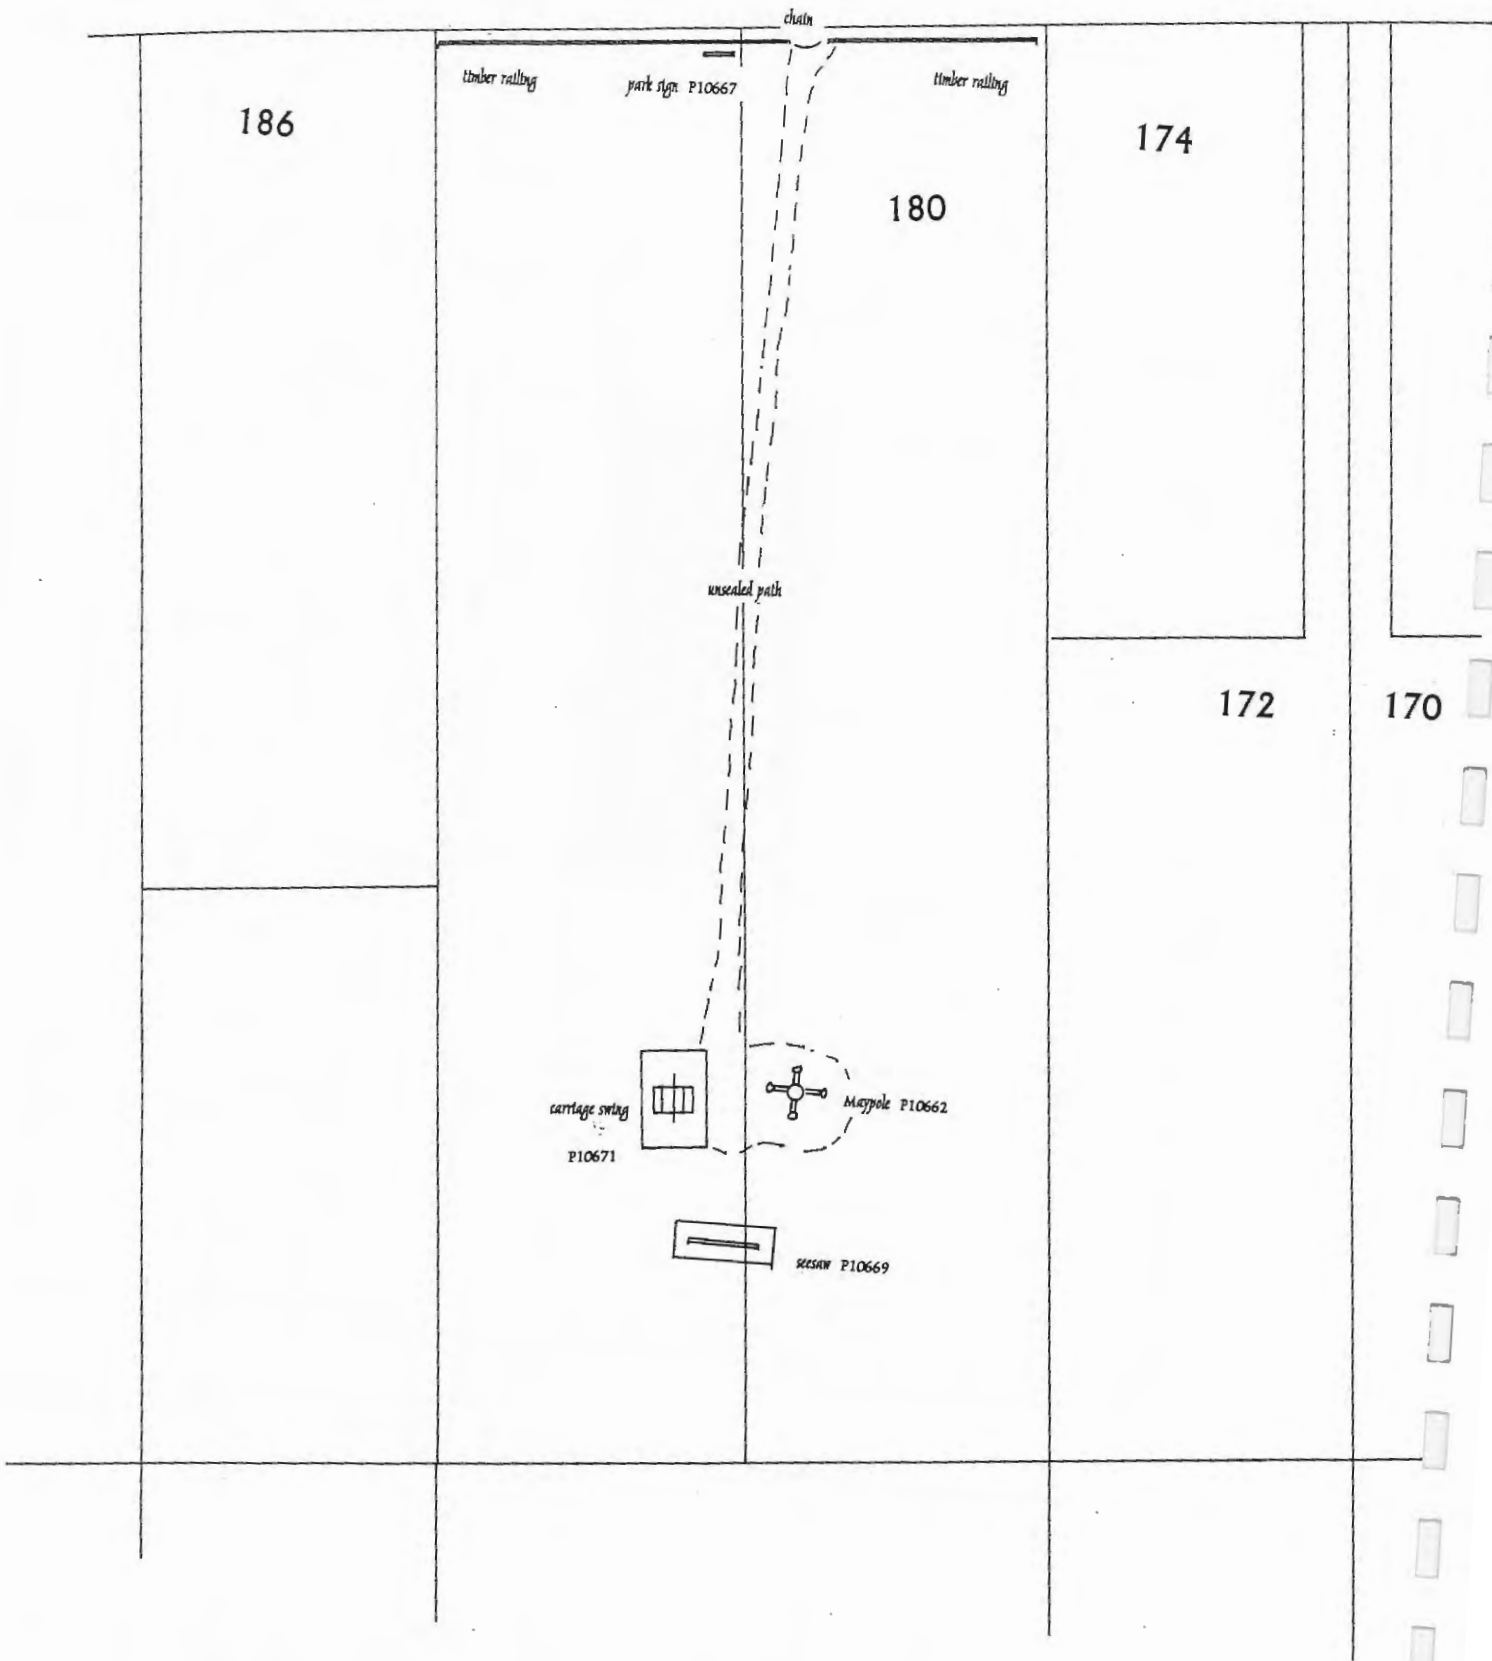 chain
timber railing
park sign P10667
timber railing
186
174
180
unsealed path
172
170
carriage swing
P10671
Maypole P10662
seesaw P10669